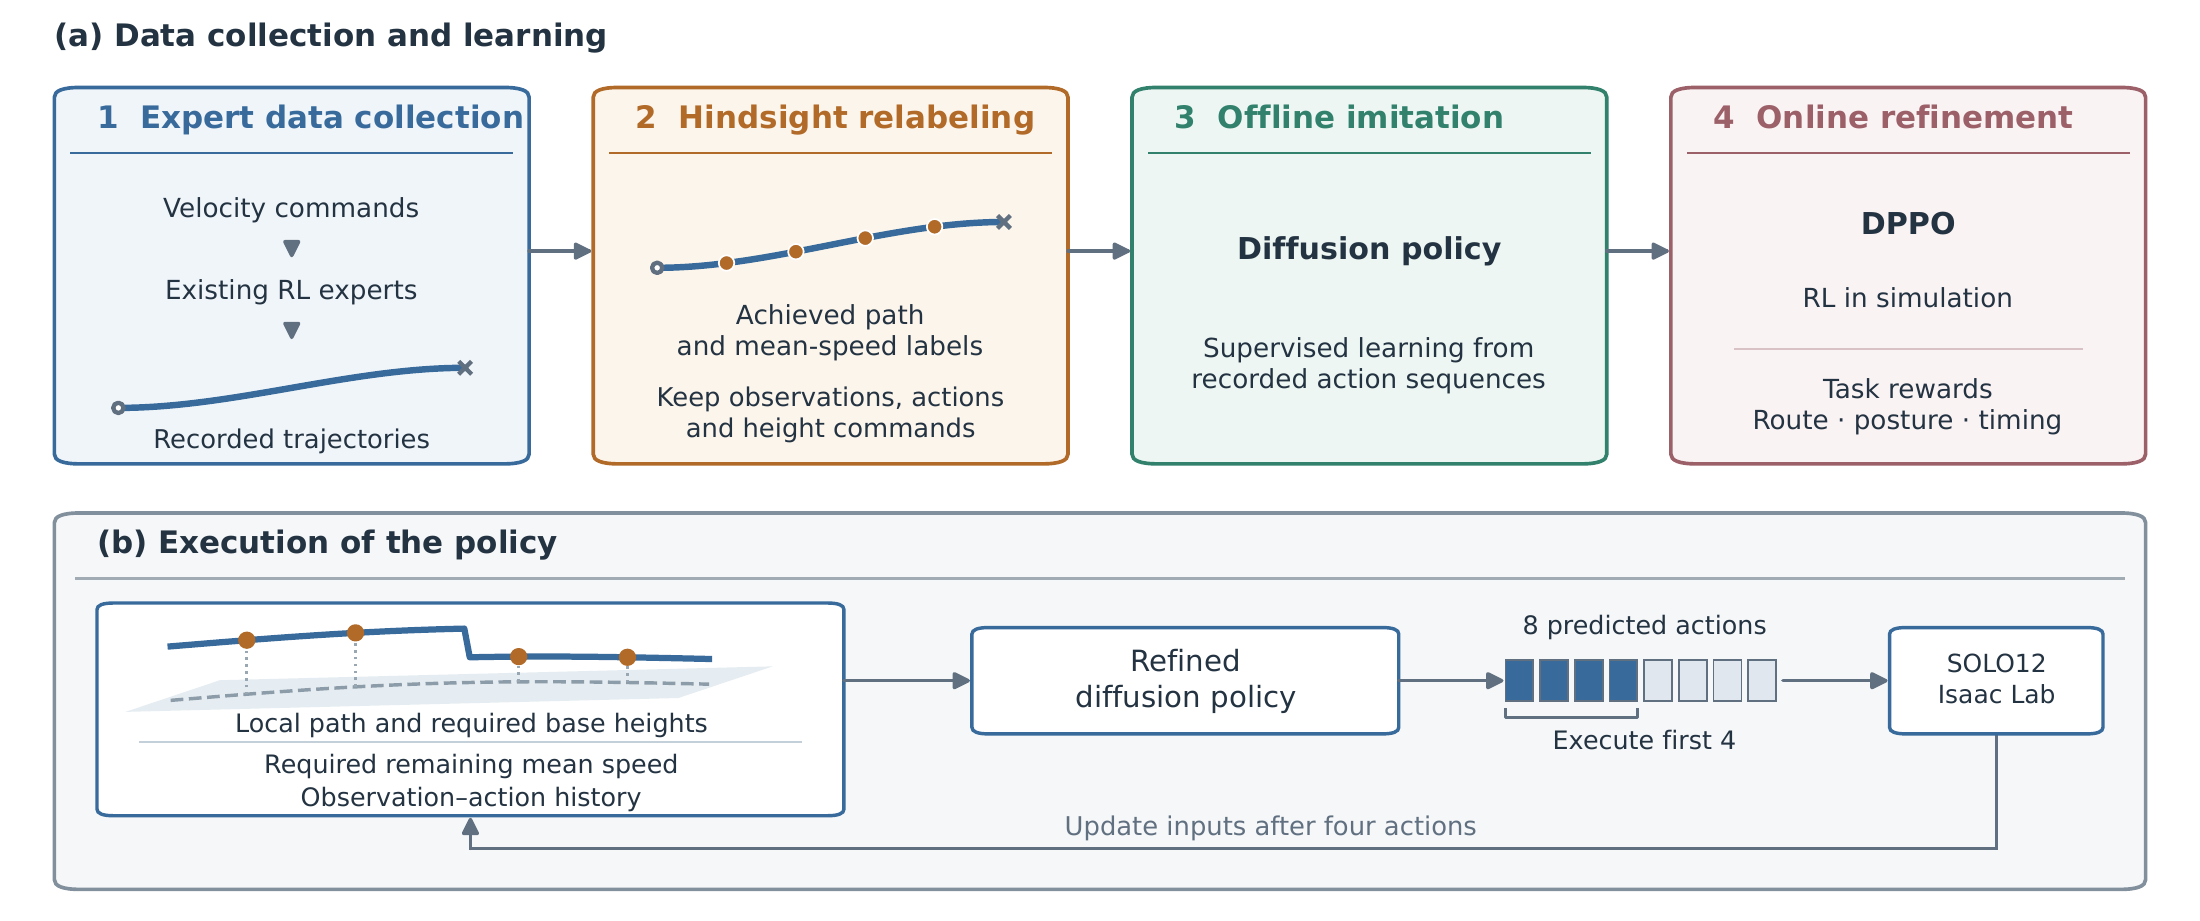 (a) Data collection and learning
1 Expert data collection
Velocity commands
Existing RL experts
Recorded trajectories
2 Hindsight relabeling
Achieved path
and mean-speed labels
Keep observations, actions
and height commands
3 Offline imitation
Diffusion policy
Supervised learning from
recorded action sequences
4 Online refinement
DPPO
RL in simulation
Task rewards
Route · posture · timing
(b) Execution of the policy
Local path and required base heights
Required remaining mean speed
Observation–action history
Refined
diffusion policy
8 predicted actions
Execute first 4
SOLO12
Isaac Lab
Update inputs after four actions